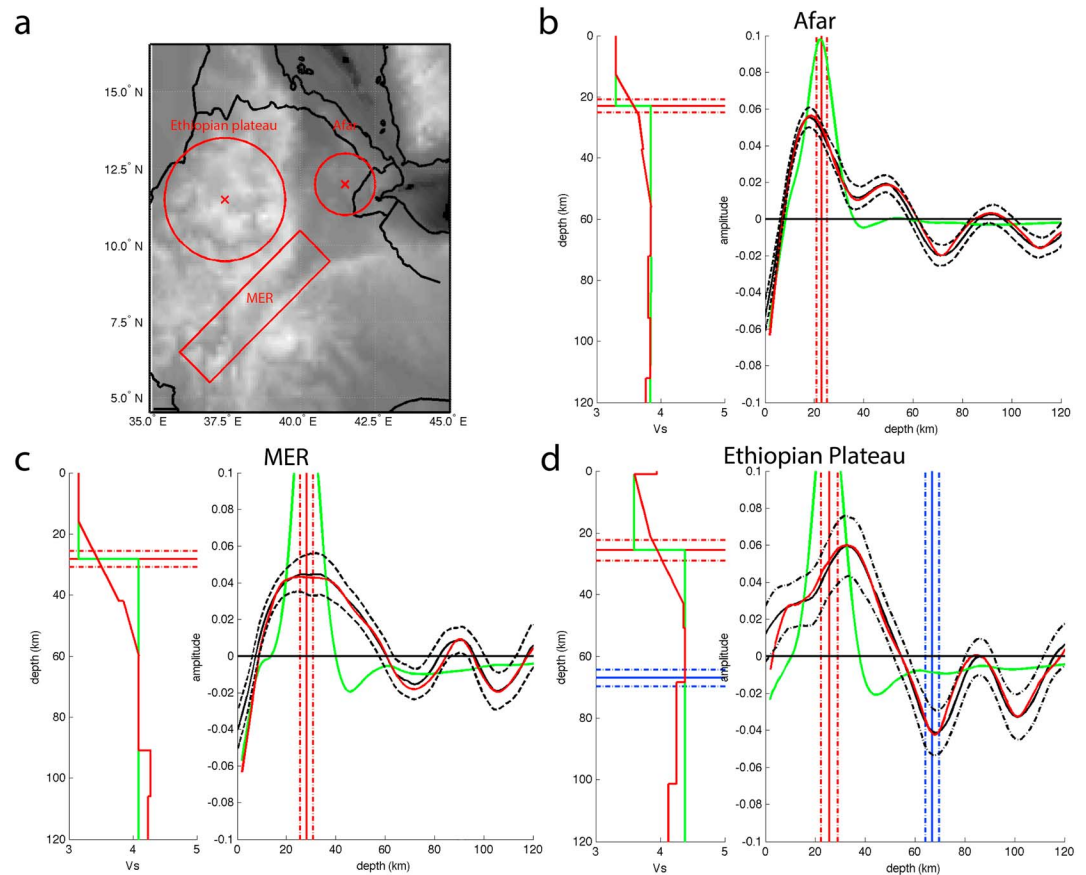 a
Ethiopian plateau
Afar
MER
15.0° N
12.5° N
10.0° N
7.5° N
5.0° N
35.0° E 37.5° E 40.0° E 42.5° E 45.0° E
b
Afar
0
20
40
60
80
100
120
depth (km)
3 4 5
Vs
0.1
0.08
0.06
0.04
0.02
0
-0.02
-0.04
-0.06
-0.08
-0.1
amplitude
0 20 40 60 80 100 120
depth (km)
c
MER
0
20
40
60
80
100
120
depth (km)
3 4 5
Vs
0.1
0.08
0.06
0.04
0.02
0
-0.02
-0.04
-0.06
-0.08
-0.1
amplitude
0 20 40 60 80 100 120
depth (km)
d
Ethiopian Plateau
0
20
40
60
80
100
120
depth (km)
3 4 5
Vs
0.1
0.08
0.06
0.04
0.02
0
-0.02
-0.04
-0.06
-0.08
-0.1
amplitude
0 20 40 60 80 100 120
depth (km)